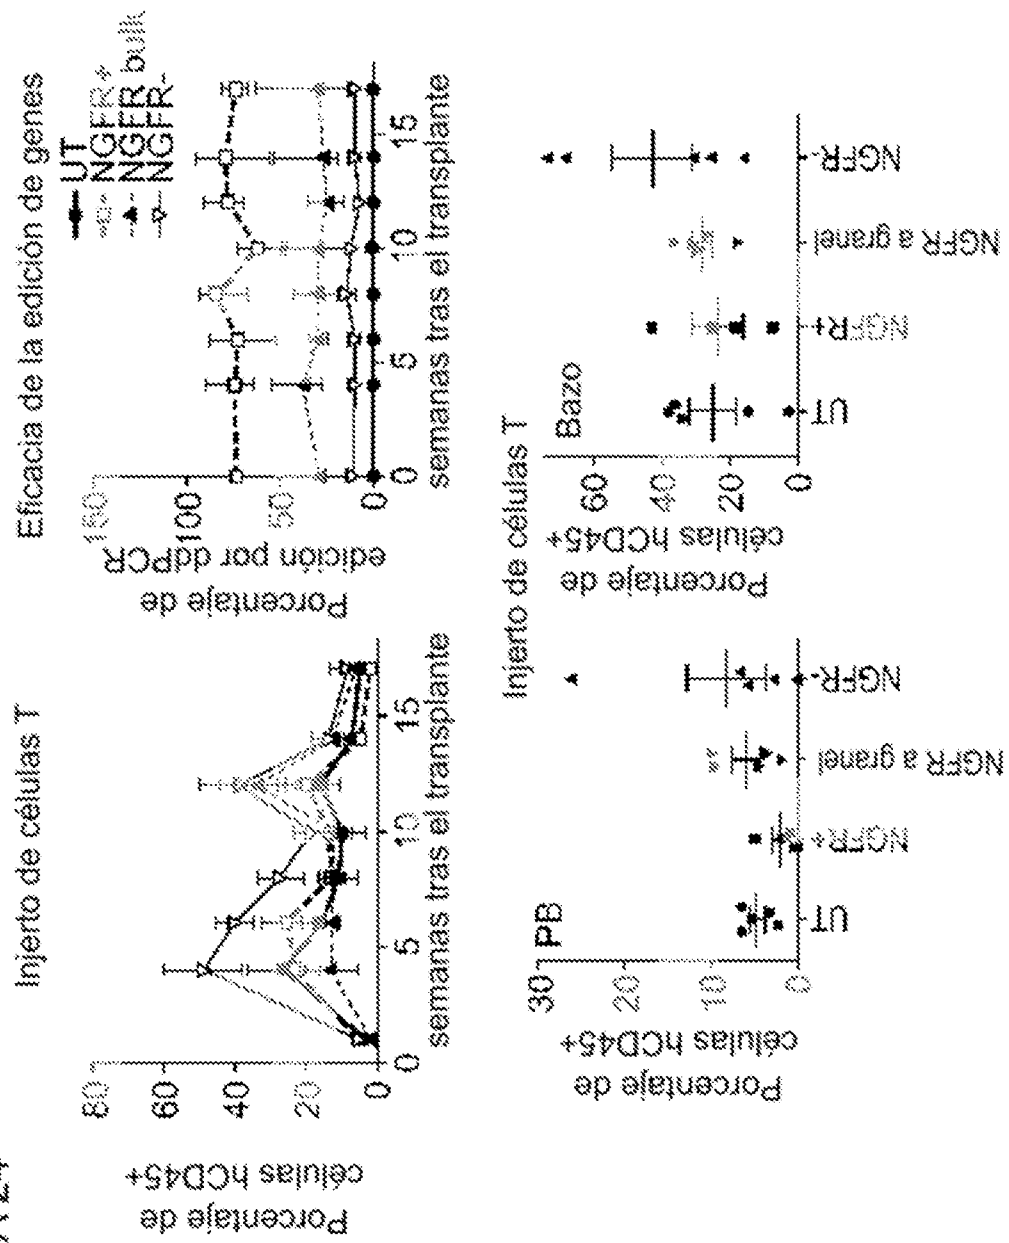 Injerto de células T
Porcentaje de
células hCD45+
80
60
40
20
0
0
5
10
15
semanas tras el transplante
Eficacia de la edición de genes
Porcentaje de
edición por ddPCR
150
100
50
0
0
5
10
15
semanas tras el transplante
UT
NGFR+
NGFR bulk
NGFR-
Injerto de células T
PB
Porcentaje de
células hCD45+
30
20
10
0
UT
NGFR+
NGFR a granel
NGFR-
Bazo
Porcentaje de
células hCD45+
60
40
20
0
UT
NGFR+
NGFR a granel
NGFR-